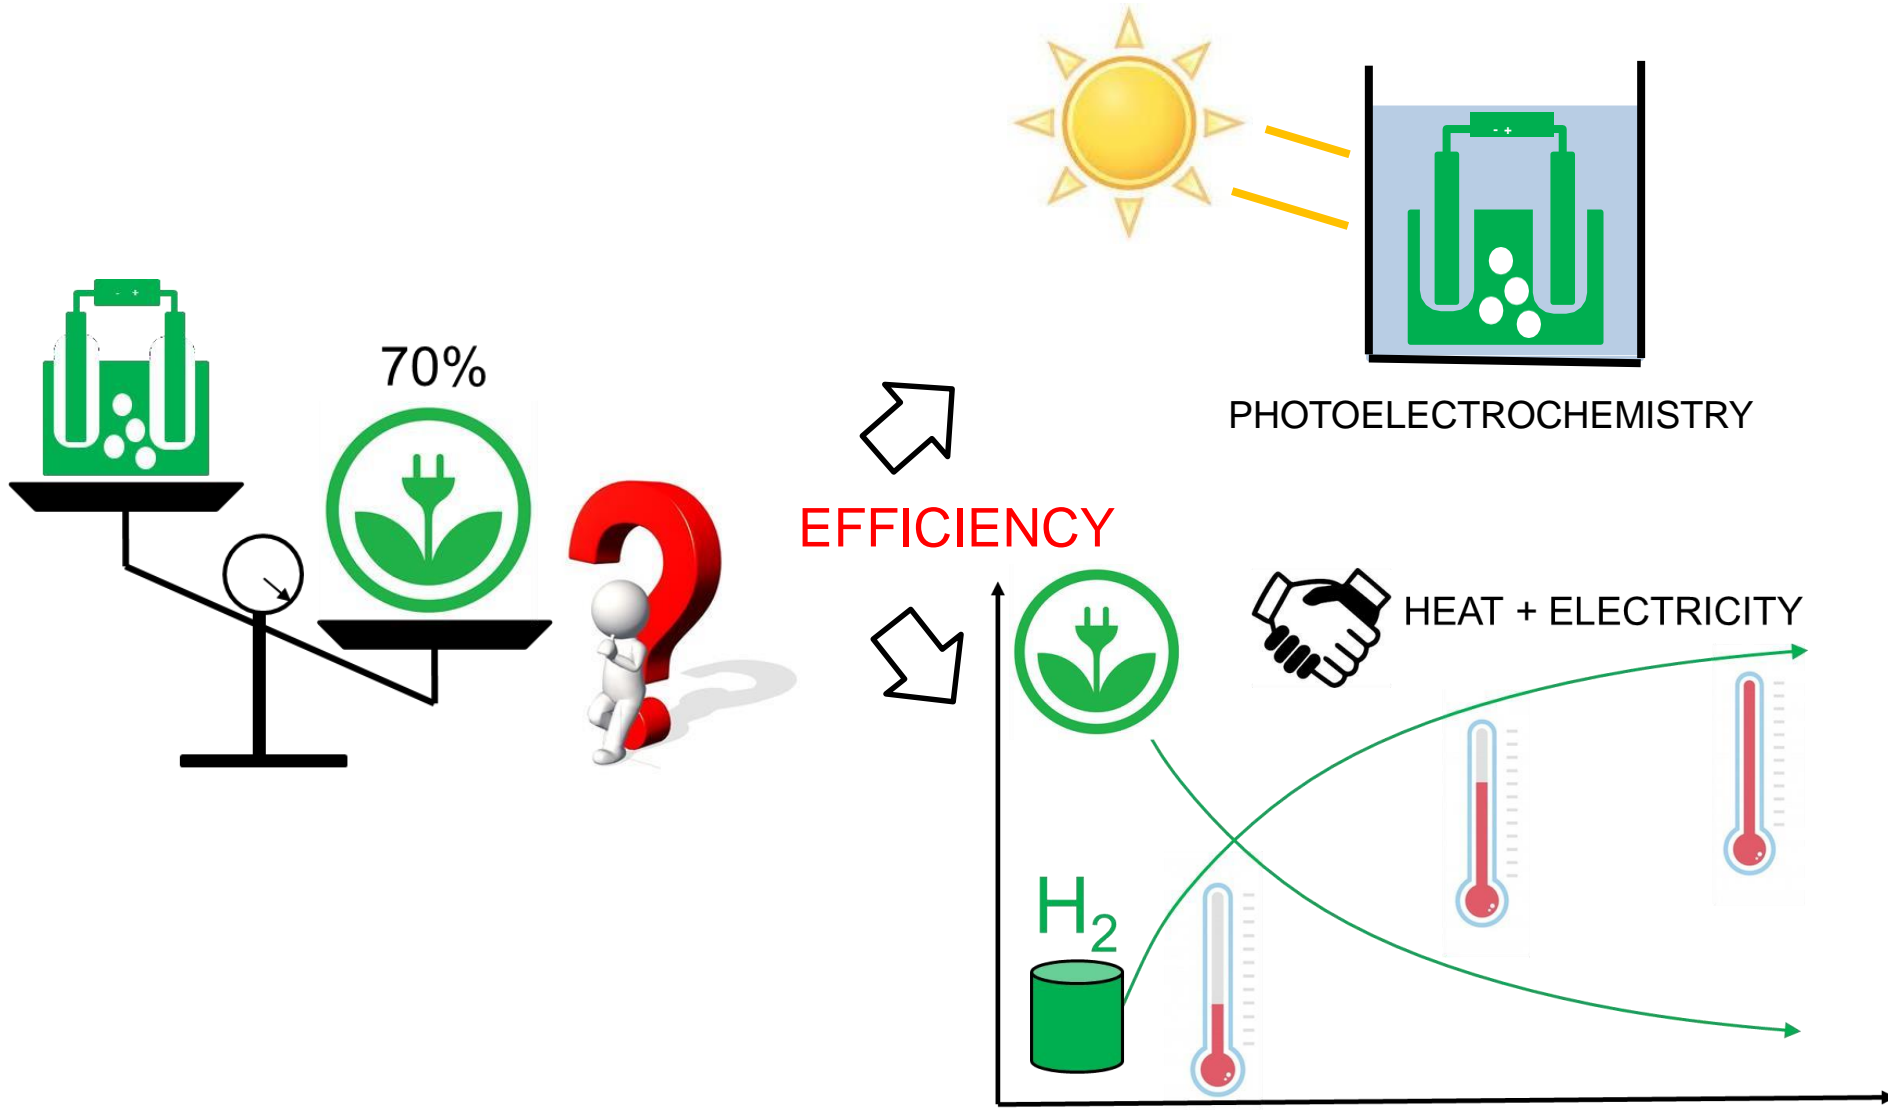 - +
70%
EFFICIENCY
- +
PHOTOELECTROCHEMISTRY
HEAT + ELECTRICITY
H₂